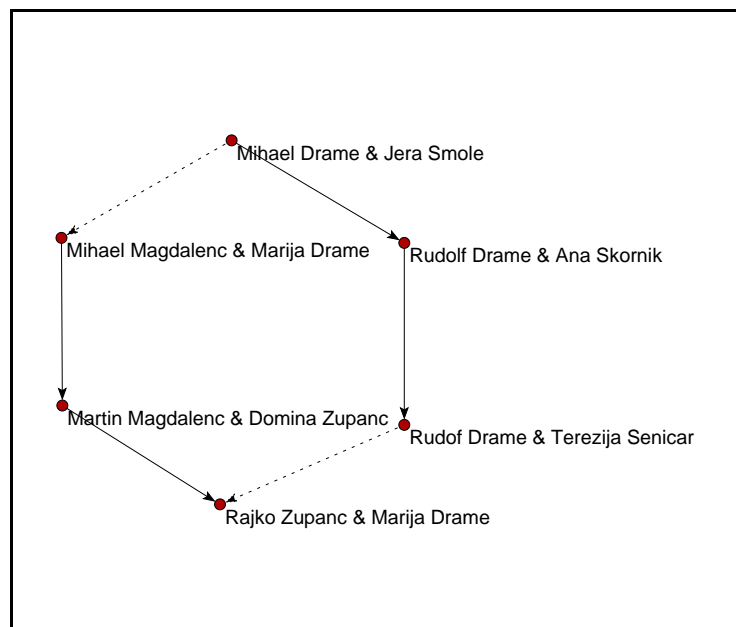 Mihael Drame & Jera Smole
Mihael Magdalenc & Marija Drame
Rudolf Drame & Ana Skornik
Martin Magdalenc & Domina Zupanc
Rudof Drame & Terezija Senicar
Rajko Zupanc & Marija Drame